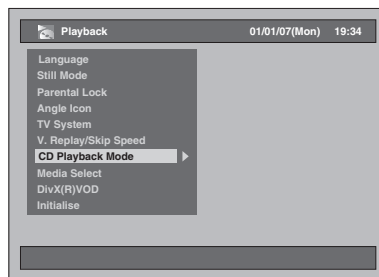 Playback 01/01/07(Mon) 19:34
Language
Still Mode
Parental Lock
Angle Icon
TV System
V. Replay/Skip Speed
CD Playback Mode
Media Select
DivX(R)VOD
Initialise